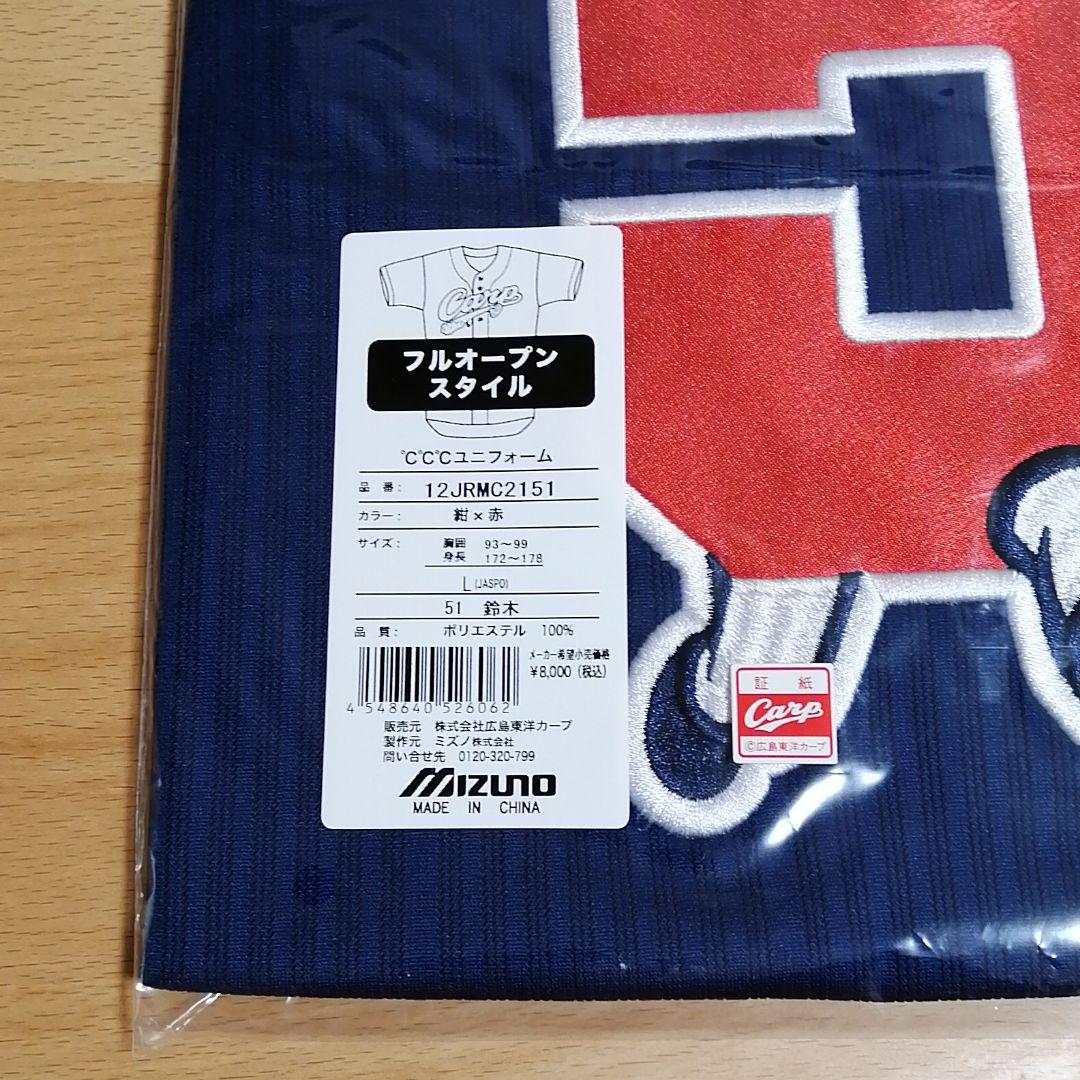 Carp
フルオープン
スタイル
℃℃℃ユニフォーム
品 番: 12JRMC2151
カラー: 紺×赤
サイズ: 胸囲 93～99
身長 172～178
L(JASPO)
51 鈴木
品 質: ポリエステル 100%
メーカー希望小売価格
¥8,000 (税込)
4 548640 526062
販売元 株式会社広島東洋カープ
製作元 ミズノ株式会社
問い合せ先 0120-320-799
MIZUNO
MADE IN CHINA
証 紙
Carp
©広島東洋カープ